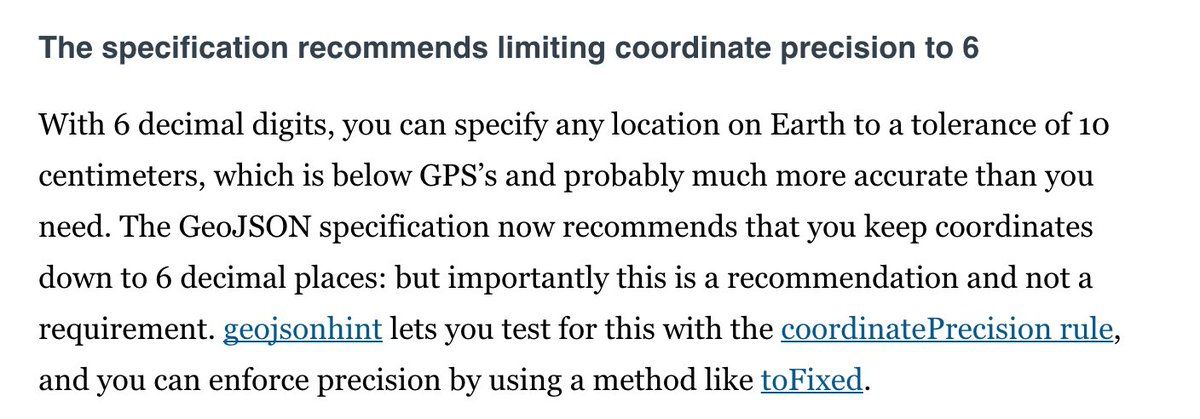 The specification recommends limiting coordinate precision to 6
With 6 decimal digits, you can specify any location on Earth to a tolerance of 10
centimeters, which is below GPS’s and probably much more accurate than you
need. The GeoJSON specification now recommends that you keep coordinates
down to 6 decimal places: but importantly this is a recommendation and not a
requirement. geojsonhint lets you test for this with the coordinatePrecision rule,
and you can enforce precision by using a method like toFixed.